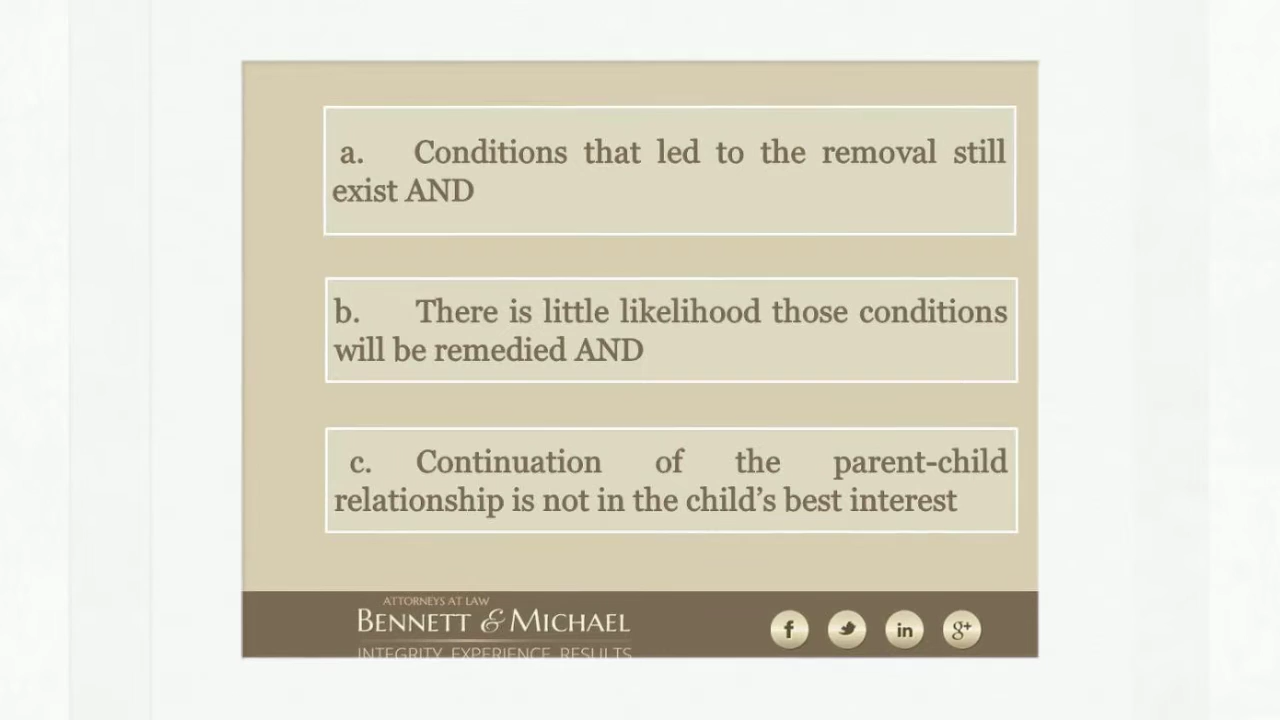 a. Conditions that led to the removal still
exist AND
b. There is little likelihood those conditions
will be remedied AND
c. Continuation of the parent-child
relationship is not in the child’s best interest
ATTORNEYS AT LAW
BENNETT & MICHAEL
INTEGRITY. EXPERIENCE. RESULTS.
f in g+